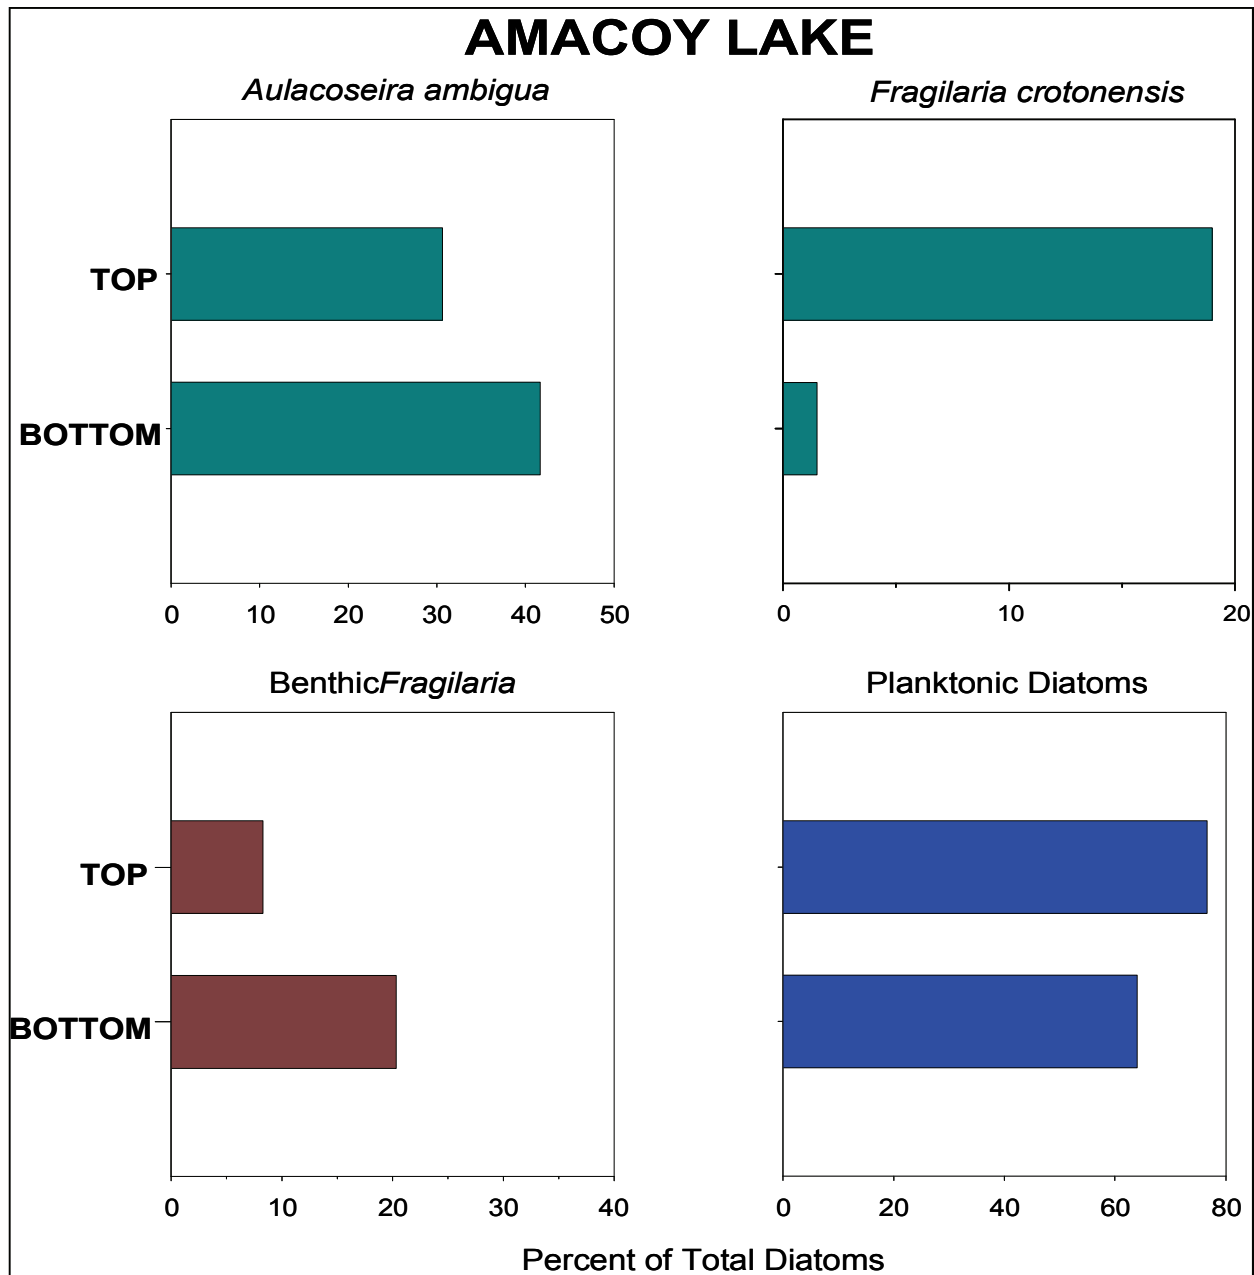 AMACOY LAKE
Aulacoseira ambigua
Fragilaria crotonensis
TOP
BOTTOM
0 10 20 30 40 50
0 10 20
BenthicFragilaria
Planktonic Diatoms
TOP
BOTTOM
0 10 20 30 40
0 20 40 60 80
Percent of Total Diatoms